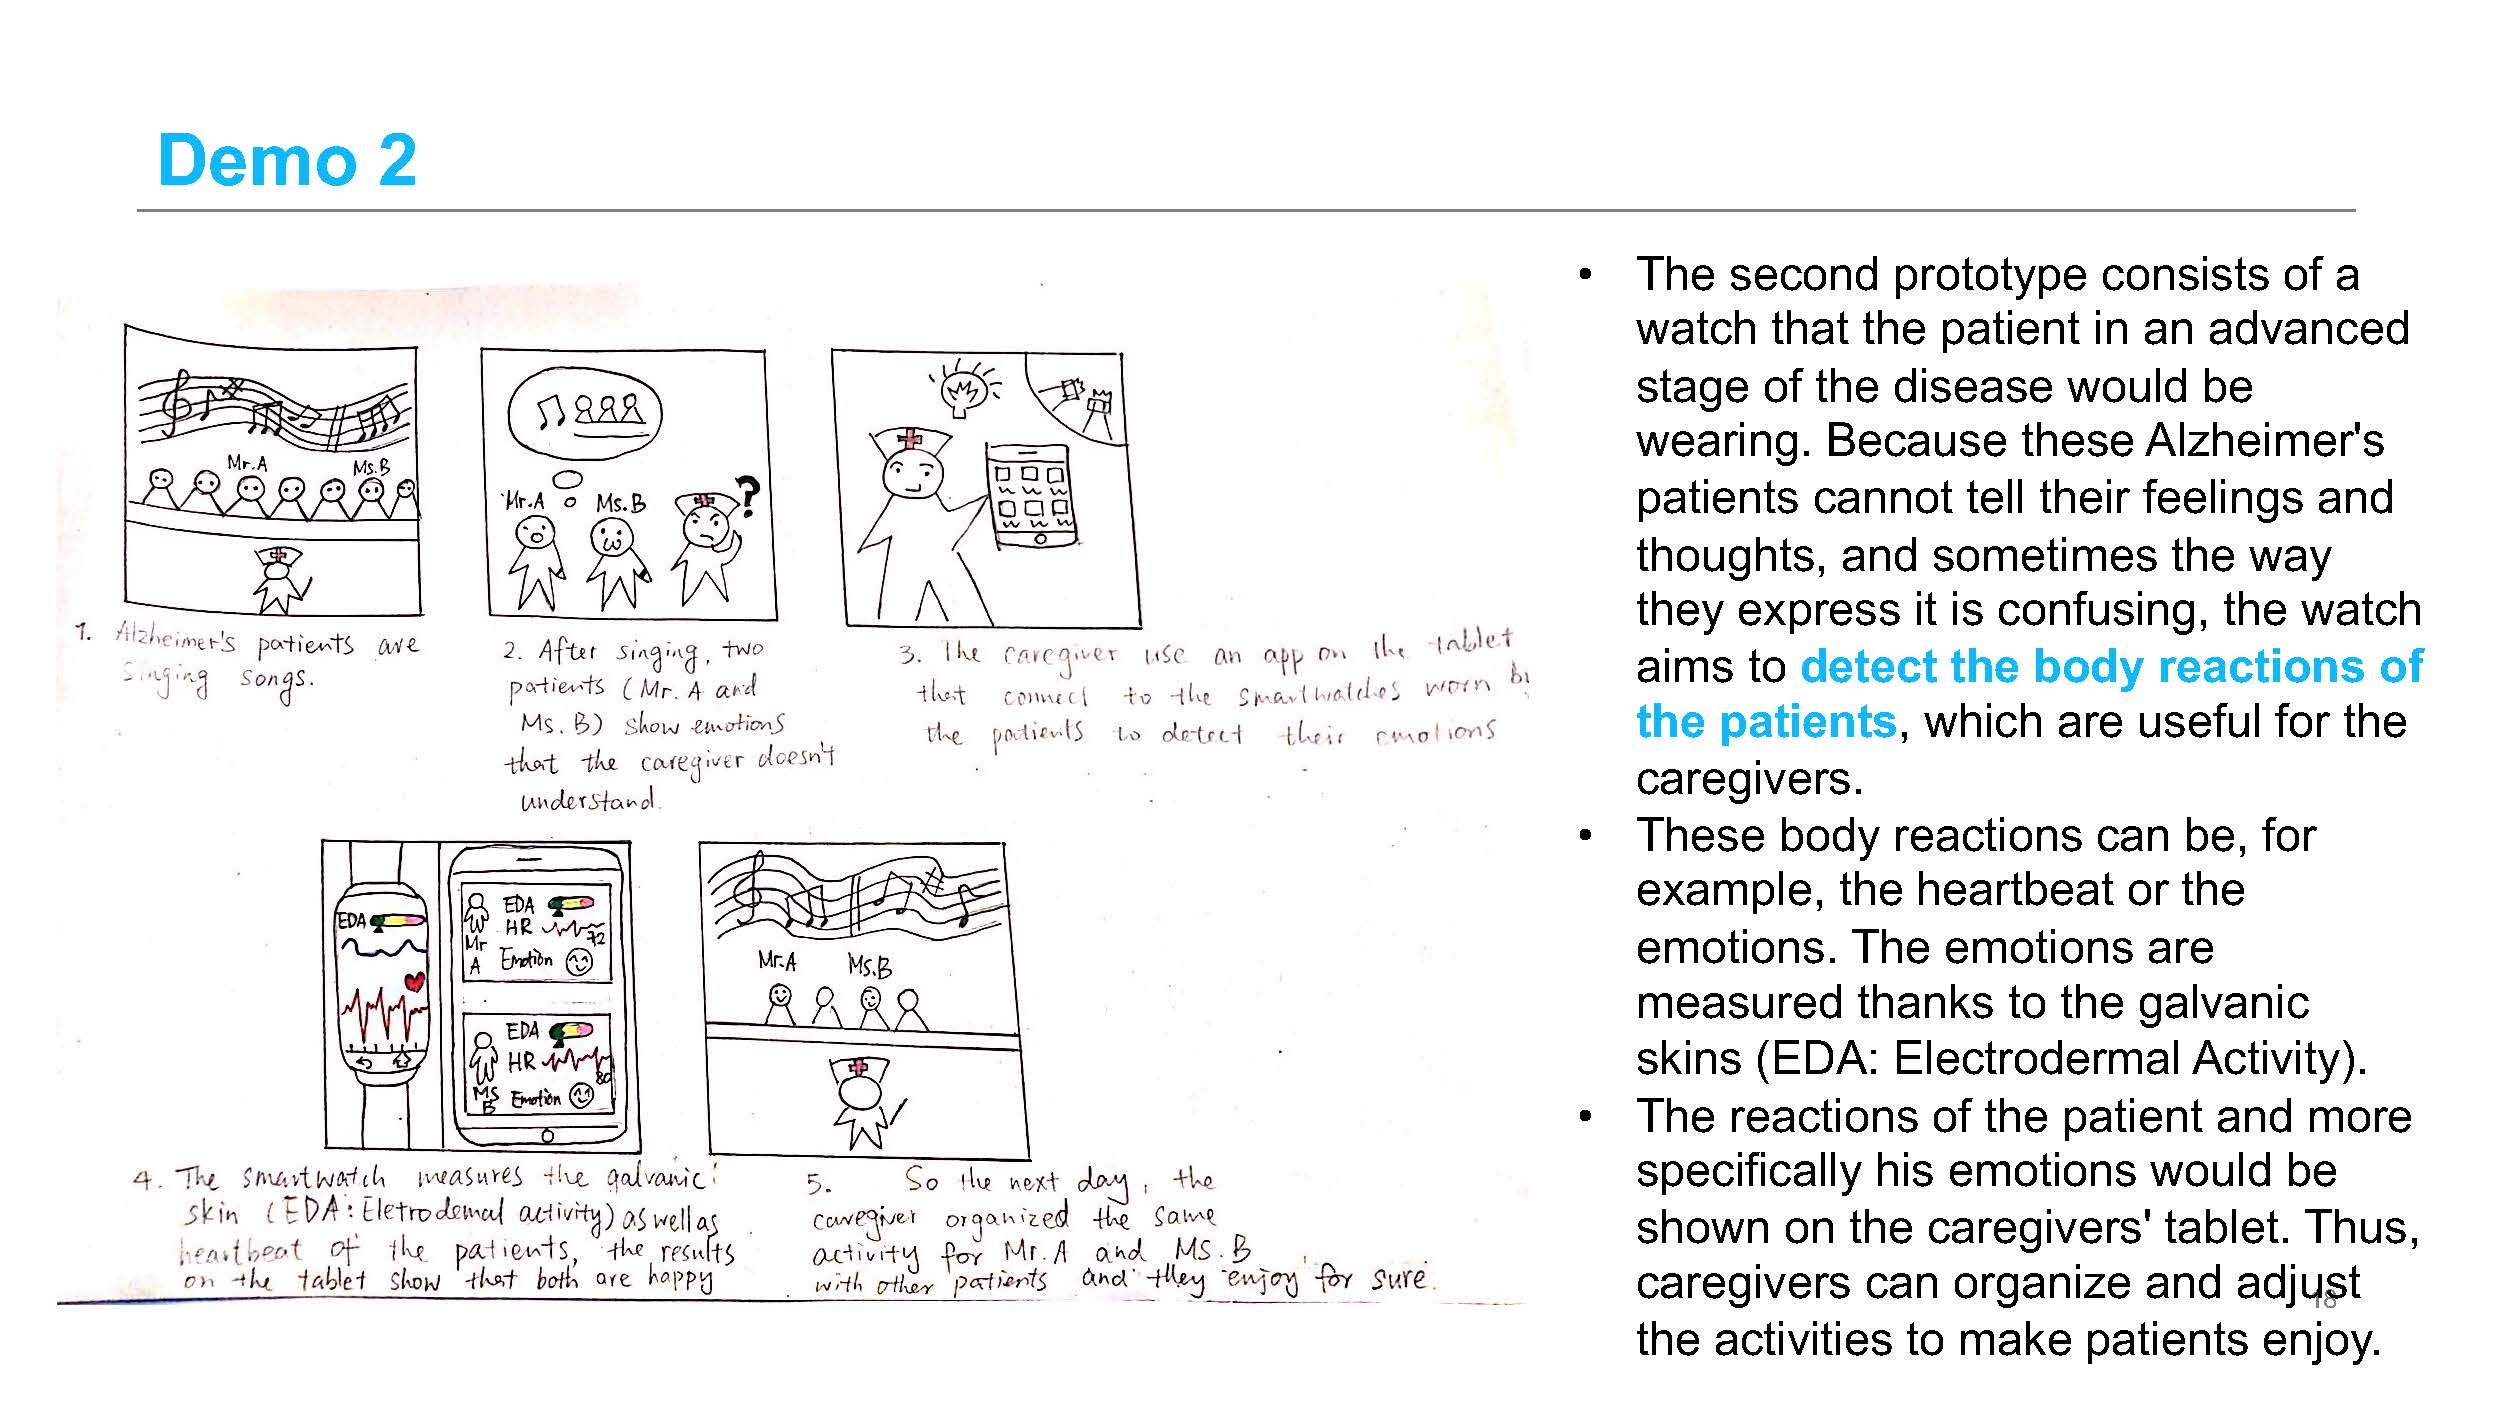 Demo 2
Mr.A
Ms.B
1. Alzheimer's patients are
singing songs.
Mr.A
Ms.B
?
2. After singing, two
patients (Mr. A and
Ms. B) show emotions
that the caregiver doesn't
understand.
3. The caregiver use an app on the tablet
that connect to the smartwatches worn by
the patients to detect their emotions
EDA
EDA
HR
72
Mr
A
Emotion
EDA
HR
80
MS
B
Emotion
4. The smartwatch measures the galvanic
skin (EDA: Eletrodemal activity) as well as
heartbeat of the patients, the results
on the tablet show that both are happy
Mr.A
Ms.B
5. So the next day, the
caregiver organized the same
activity for Mr. A and MS. B
with other patients and they enjoy for sure.
• The second prototype consists of a
watch that the patient in an advanced
stage of the disease would be
wearing. Because these Alzheimer's
patients cannot tell their feelings and
thoughts, and sometimes the way
they express it is confusing, the watch
aims to detect the body reactions of
the patients, which are useful for the
caregivers.
• These body reactions can be, for
example, the heartbeat or the
emotions. The emotions are
measured thanks to the galvanic
skins (EDA: Electrodermal Activity).
• The reactions of the patient and more
specifically his emotions would be
shown on the caregivers' tablet. Thus,
caregivers can organize and adjust
the activities to make patients enjoy.
18